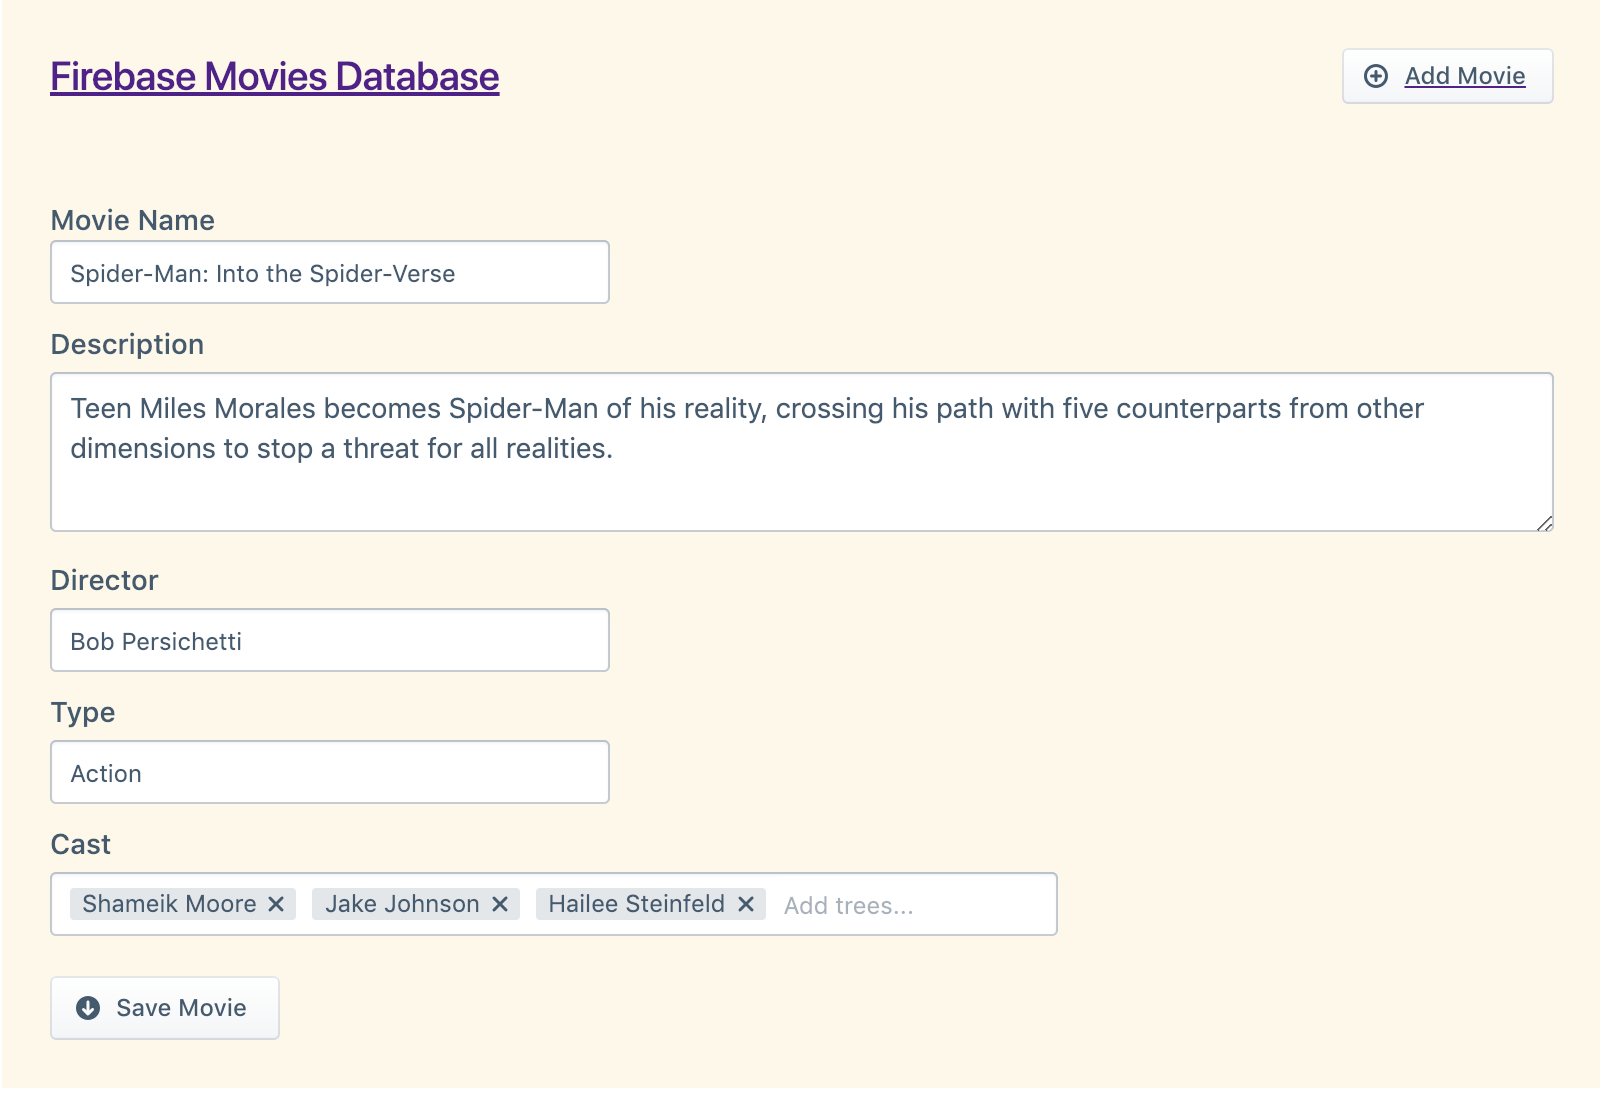 Firebase Movies Database
Add Movie
Movie Name
Spider-Man: Into the Spider-Verse
Description
Teen Miles Morales becomes Spider-Man of his reality, crossing his path with five counterparts from other
dimensions to stop a threat for all realities.
Director
Bob Persichetti
Type
Action
Cast
Shameik Moore Jake Johnson Hailee Steinfeld Add trees...
Save Movie